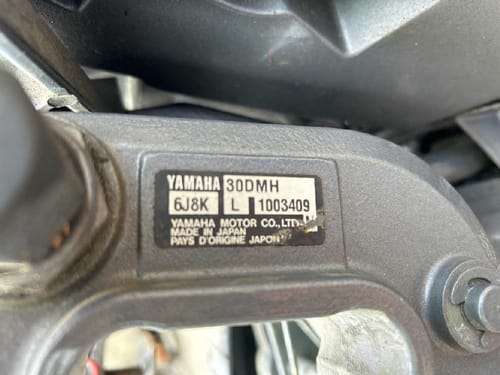 YAMAHA 30DMH
6J8K L 1003409
YAMAHA MOTOR CO.,LTD
MADE IN JAPAN
PAYS D'ORIGINE JAPON